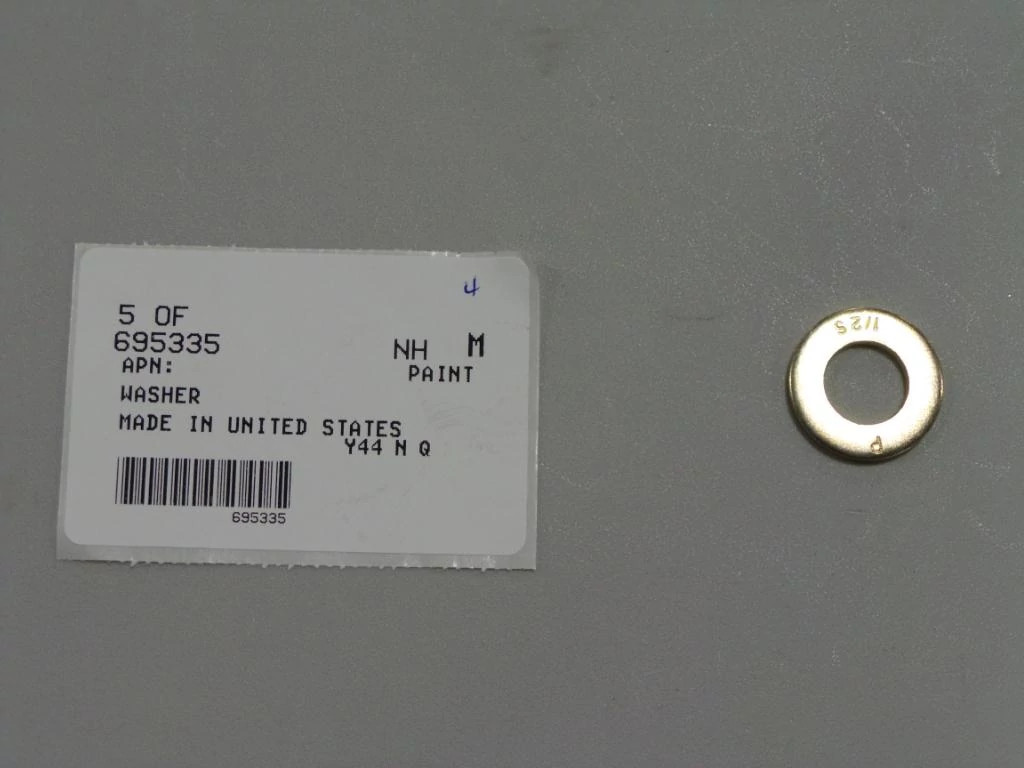 4
5 OF
695335
NH M
APN:
PAINT
WASHER
MADE IN UNITED STATES
Y44 N Q
695335
P